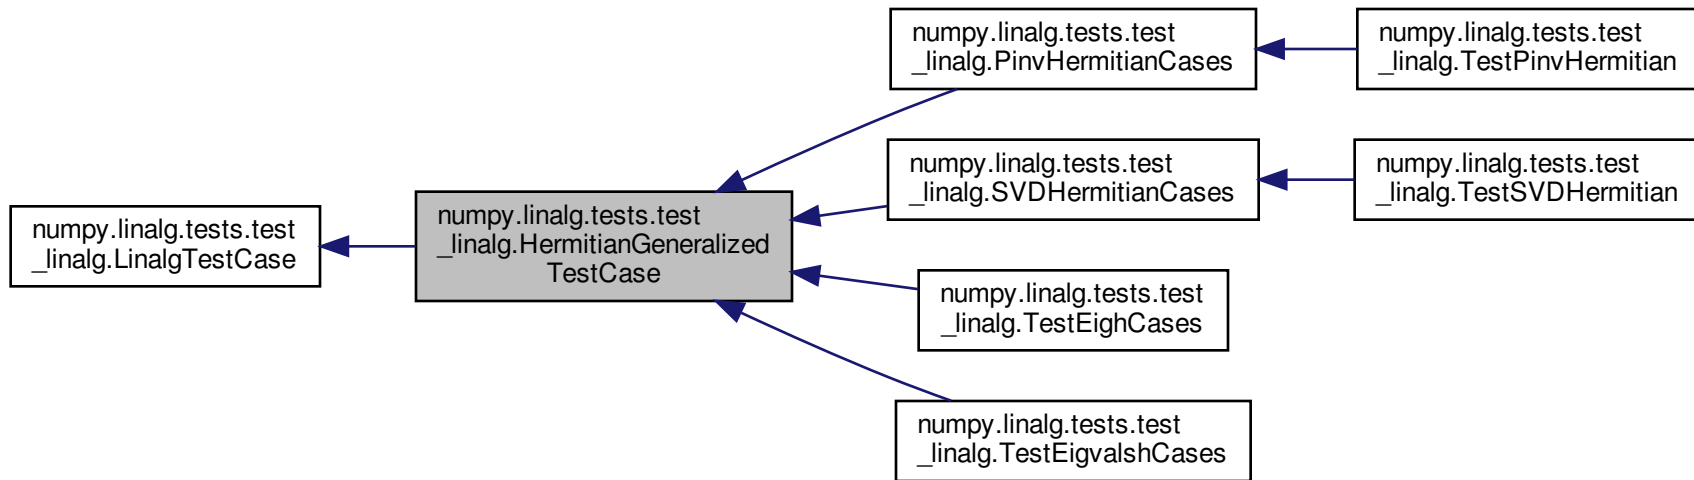 numpy.linalg.tests.test
_linalg.LinalgTestCase
numpy.linalg.tests.test
_linalg.HermitianGeneralized
TestCase
numpy.linalg.tests.test
_linalg.PinvHermitianCases
numpy.linalg.tests.test
_linalg.TestPinvHermitian
numpy.linalg.tests.test
_linalg.SVDHermitianCases
numpy.linalg.tests.test
_linalg.TestSVDHermitian
numpy.linalg.tests.test
_linalg.TestEighCases
numpy.linalg.tests.test
_linalg.TestEigvalshCases